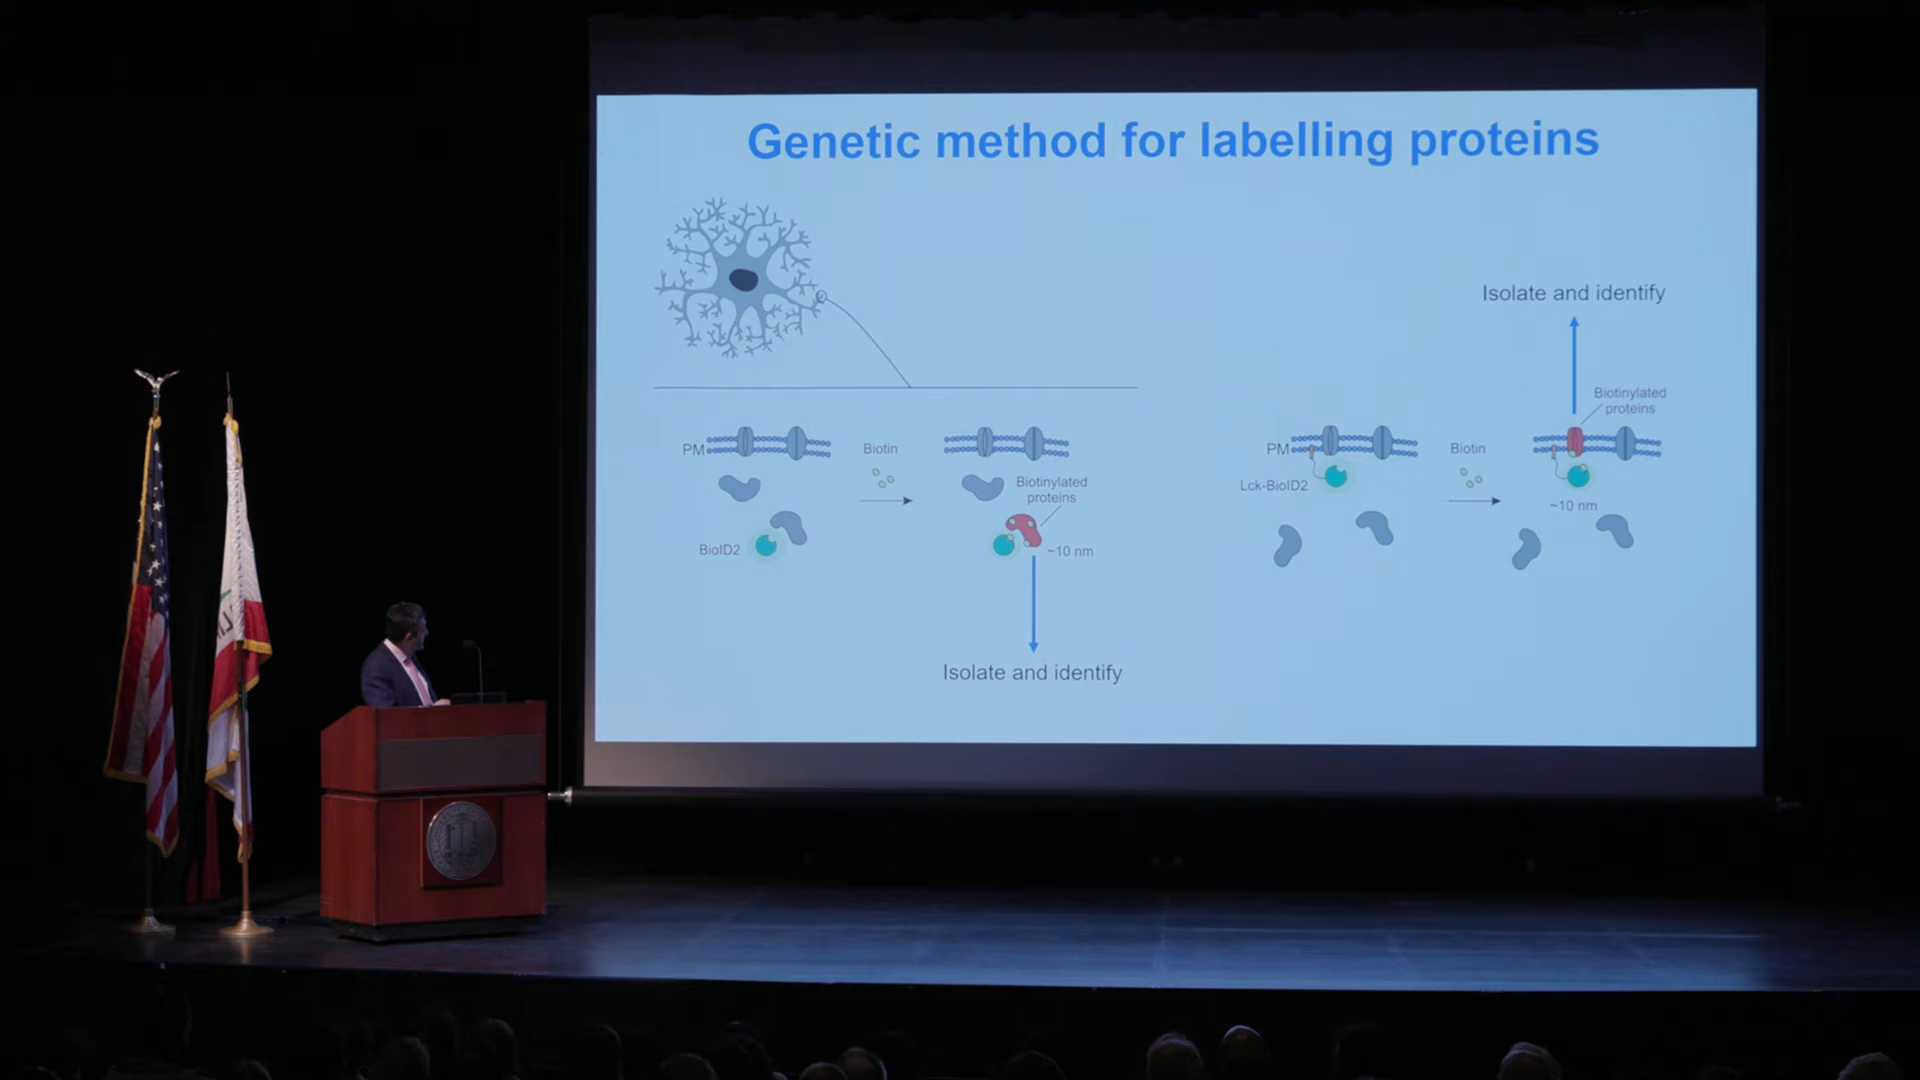 Genetic method for labelling proteins
PM
Biotin
Biotinylated
proteins
BioID2
~10 nm
Isolate and identify
Isolate and identify
Biotinylated
proteins
PM
Biotin
Lck-BioID2
~10 nm